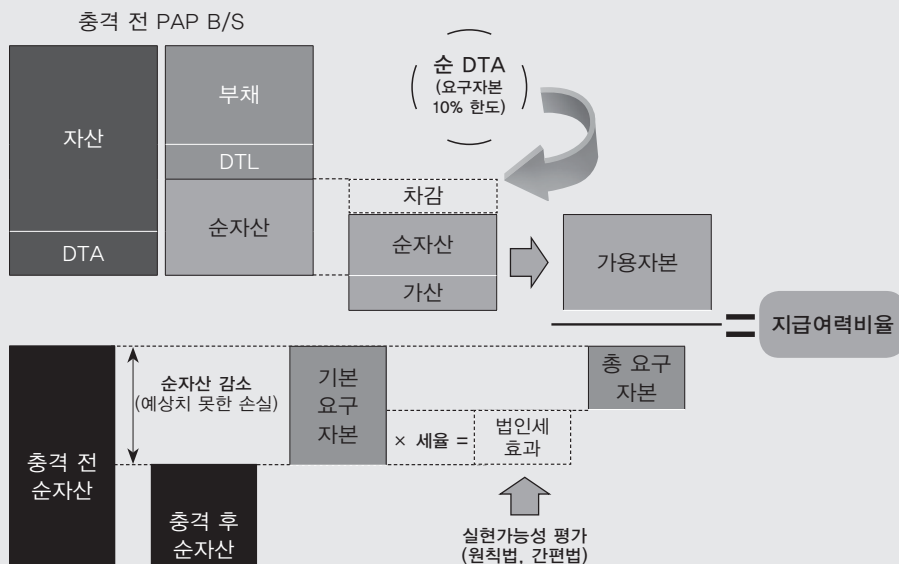 충격 전 PAP B/S
자산
DTA
부채
DTL
순자산
순 DTA
(요구자본
10% 한도)
차감
순자산
가산
가용자본
지급여력비율
충격 전
순자산
순자산 감소
(예상치 못한 손실)
충격 후
순자산
기본
요구
자본
× 세율 =
법인세
효과
총 요구
자본
실현가능성 평가
(원칙법, 간편법)